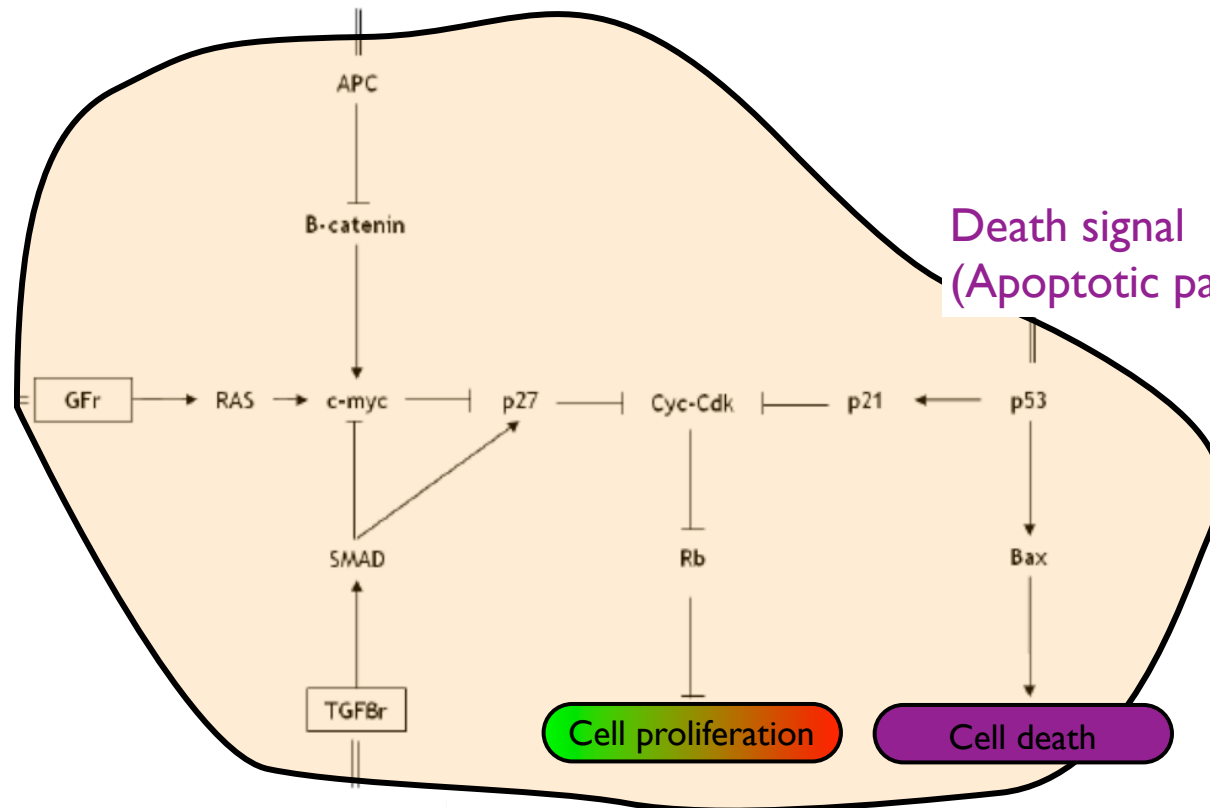 APC
B-catenin
Death signal
(Apoptotic pa
GFr
RAS
c-myc
p27
Cyc-Cdk
p21
p53
SMAD
Rb
Bax
TGFBr
Cell proliferation
Cell death